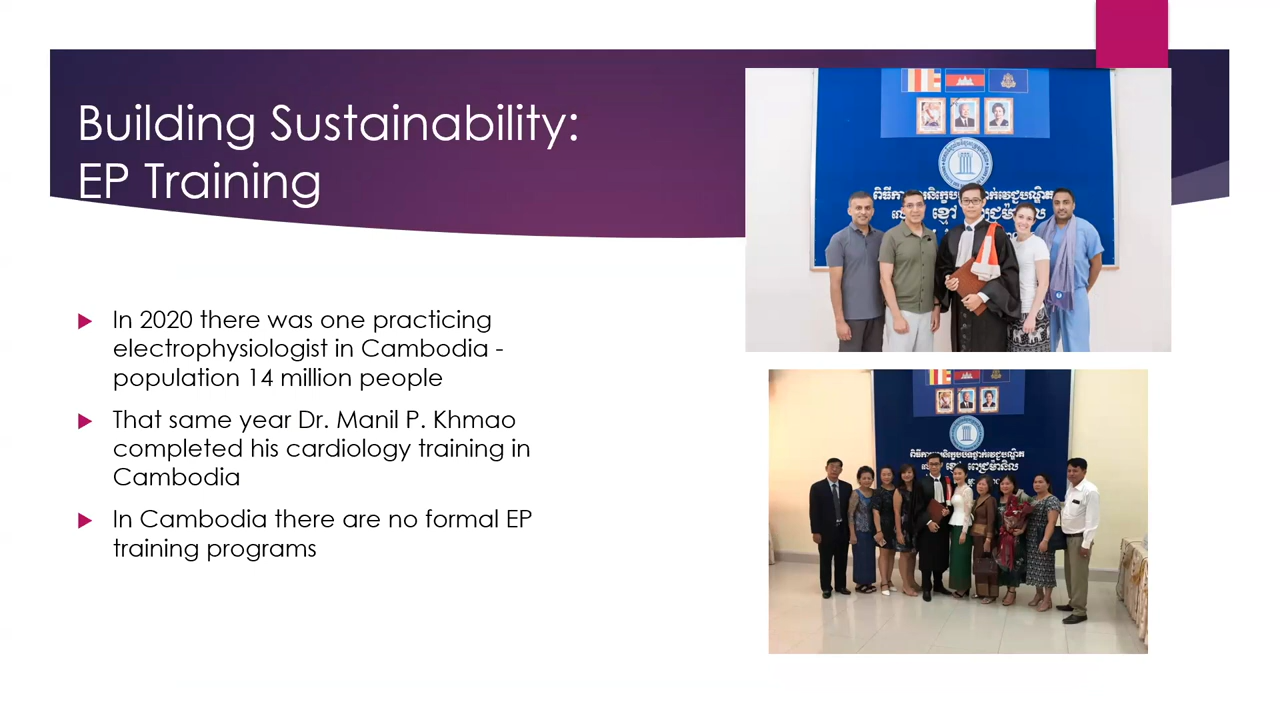 Building Sustainability:
EP Training
In 2020 there was one practicing
electrophysiologist in Cambodia -
population 14 million people
That same year Dr. Manil P. Khmao
completed his cardiology training in
Cambodia
In Cambodia there are no formal EP
training programs